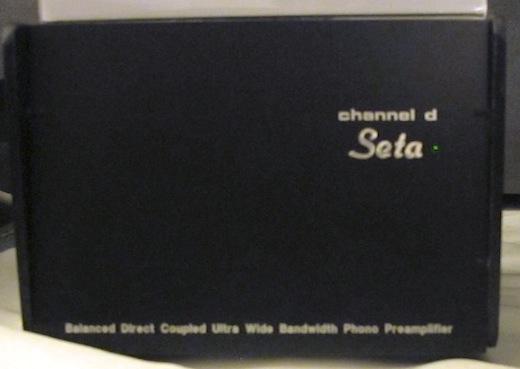 channel d
Seta
Balanced Direct Coupled Ultra Wide Bandwidth Phono Preamplifier